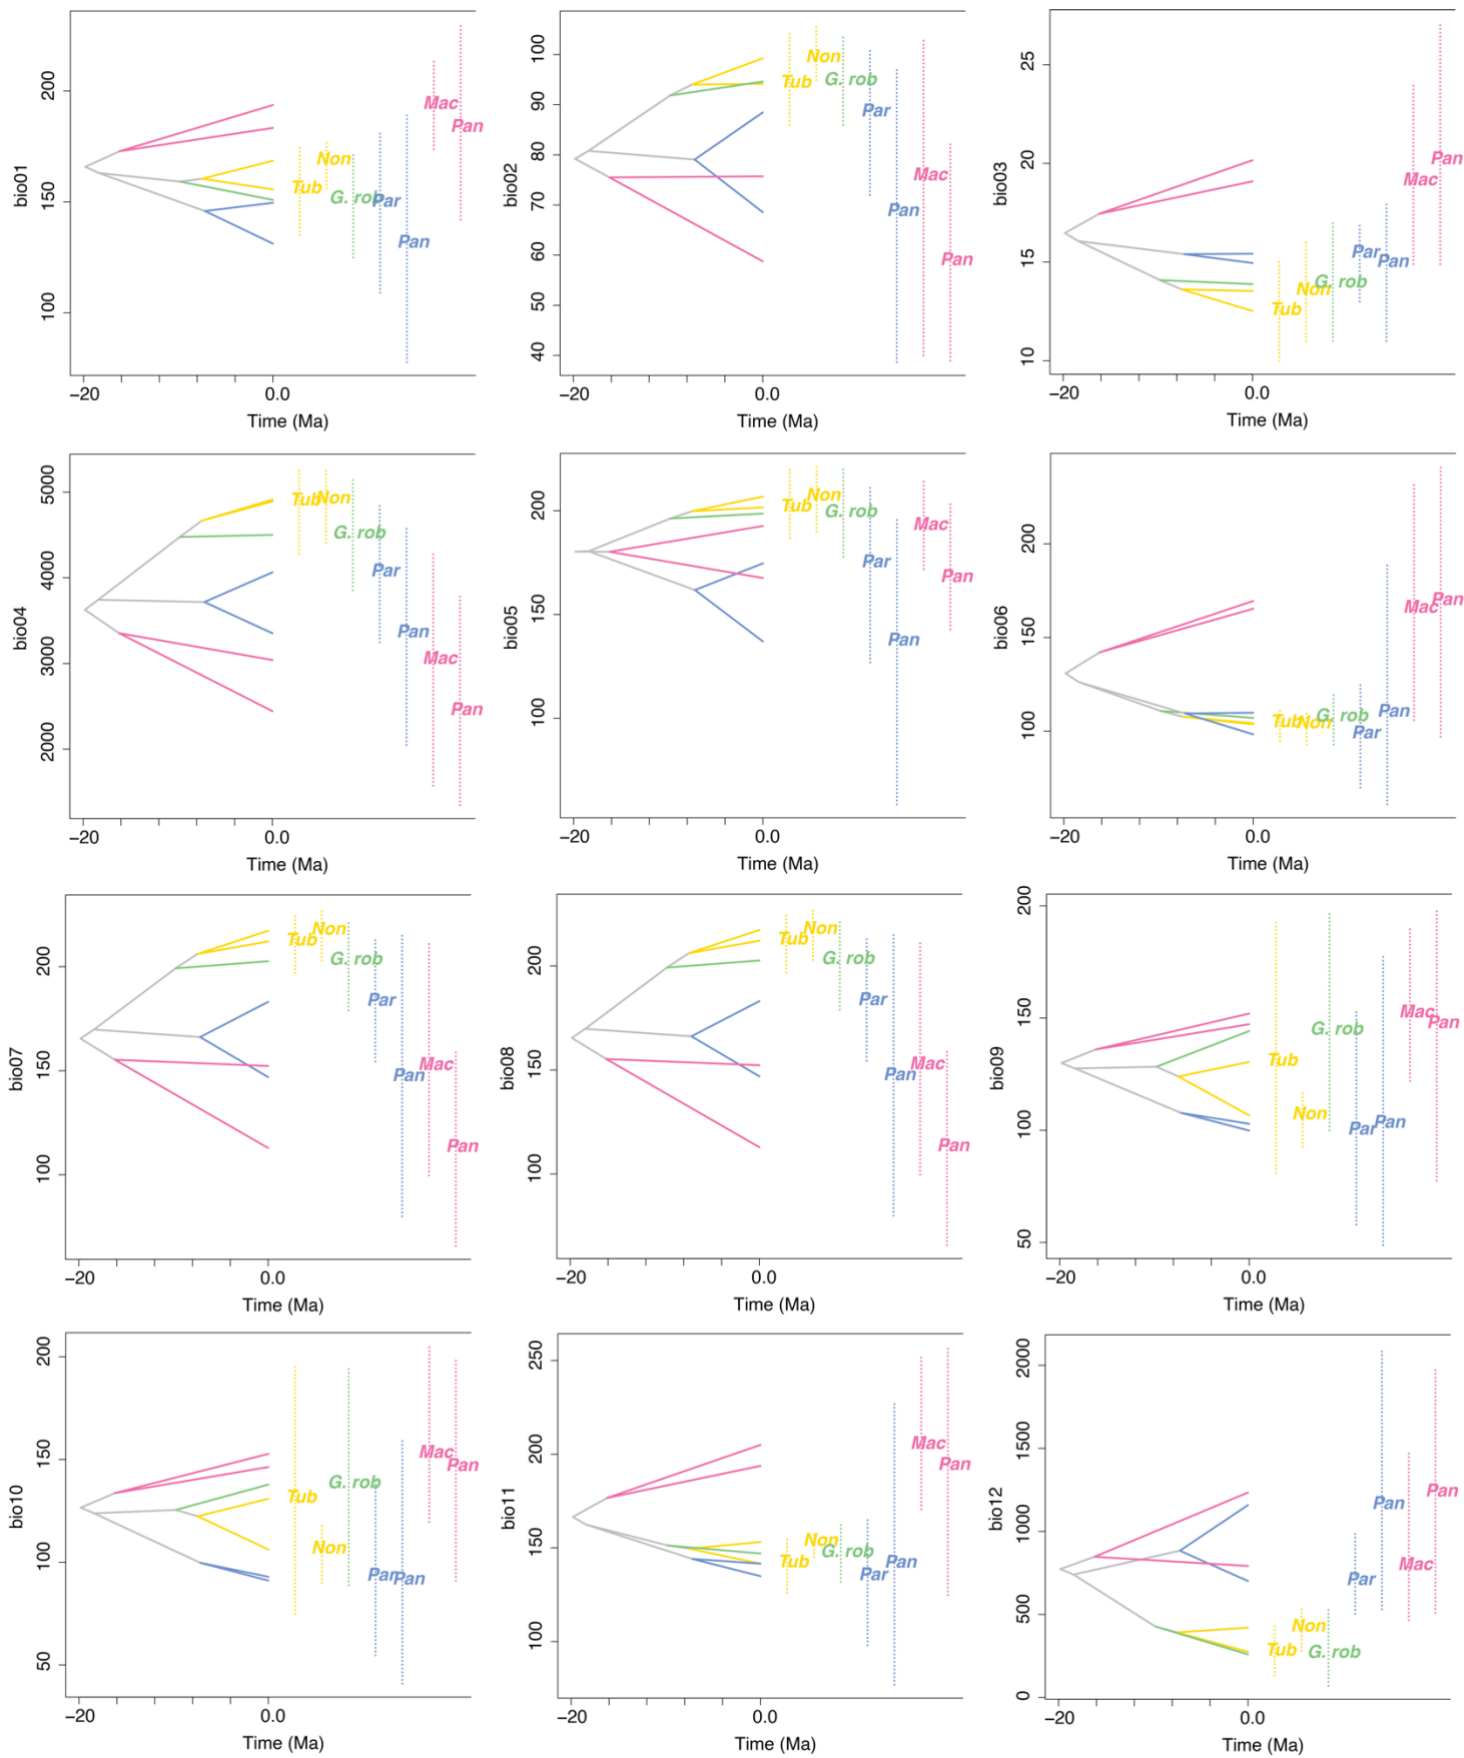 bio01
200
150
100
Mac
Pan
Non
Tub
G. rob
Par
Pan
−20
0.0
Time (Ma)
bio02
100
90
80
70
60
50
40
Non
Tub
G. rob
Par
Mac
Pan
Pan
−20
0.0
Time (Ma)
bio03
25
20
15
10
Pan
Mac
Par
Pan
G. rob
Non
Tub
−20
0.0
Time (Ma)
bio04
5000
4000
3000
2000
Tub
Non
G. rob
Par
Pan
Mac
Pan
−20
0.0
Time (Ma)
bio05
200
150
100
Non
Tub
G. rob
Mac
Par
Pan
Pan
−20
0.0
Time (Ma)
bio06
200
150
100
Pan
Mac
Pan
G. rob
Tub
Non
Par
−20
0.0
Time (Ma)
bio07
200
150
100
Non
Tub
G. rob
Par
Mac
Pan
Pan
−20
0.0
Time (Ma)
bio08
200
150
100
Non
Tub
G. rob
Par
Mac
Pan
Pan
−20
0.0
Time (Ma)
bio09
200
150
100
50
Mac
Pan
G. rob
Tub
Non
Pan
Par
−20
0.0
Time (Ma)
bio10
200
150
100
50
Mac
Pan
G. rob
Tub
Non
Par
Pan
−20
0.0
Time (Ma)
bio11
250
200
150
100
Mac
Pan
Non
G. rob
Tub
Pan
Par
−20
0.0
Time (Ma)
bio12
2000
1500
1000
500
0
Pan
Pan
Mac
Par
Non
Tub
G. rob
−20
0.0
Time (Ma)